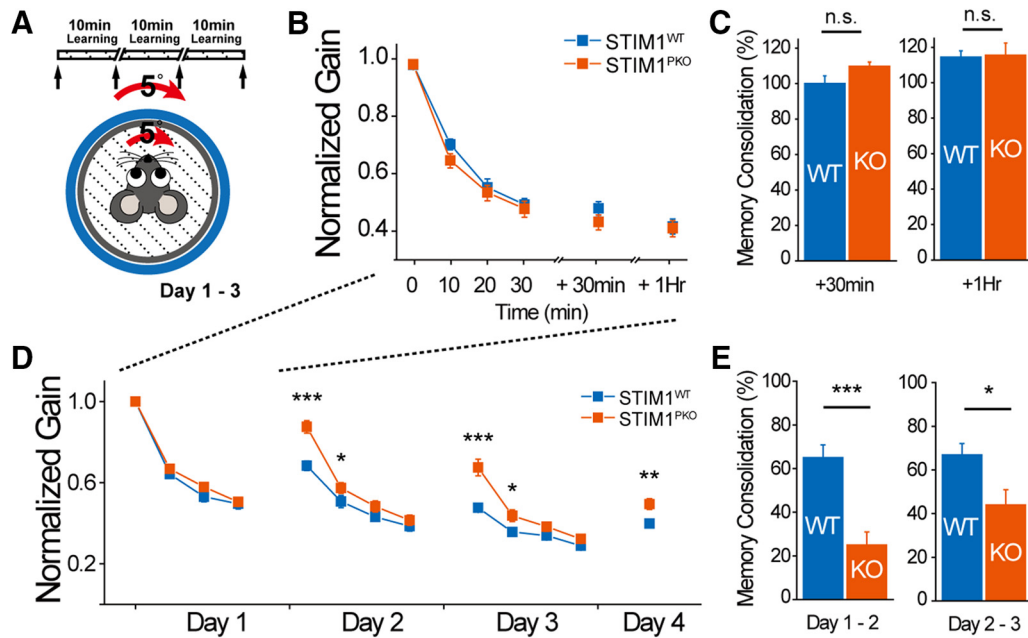 A
10min 10min 10min
Learning Learning Learning
5°
5°
Day 1 - 3
B
Normalized Gain
1.0
0.8
0.6
0.4
STIM1WT
STIM1PKO
0 10 20 30 + 30min + 1Hr
Time (min)
C
Memory Consolidation (%)
n.s.
120
100
80
60
40
20
0
WT KO
+30min
n.s.
120
100
80
60
40
20
0
WT KO
+1Hr
D
Normalized Gain
1.0
0.6
0.2
STIM1WT
STIM1PKO
***
*
***
*
**
Day 1 Day 2 Day 3 Day 4
E
Memory Consolidation (%)
100
80
60
40
20
0
***
WT KO
Day 1 - 2
100
80
60
40
20
0
*
WT KO
Day 2 - 3